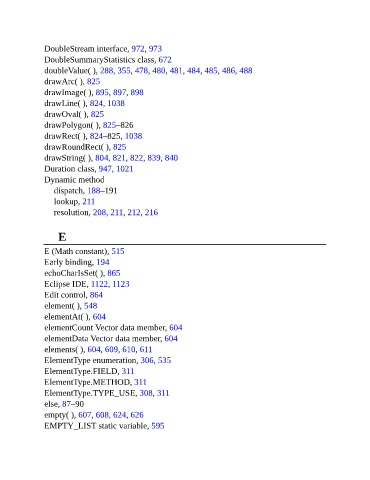 DoubleStream interface, 972, 973
DoubleSummaryStatistics class, 672
doubleValue( ), 288, 355, 478, 480, 481, 484, 485, 486, 488
drawArc( ), 825
drawImage( ), 895, 897, 898
drawLine( ), 824, 1038
drawOval( ), 825
drawPolygon( ), 825–826
drawRect( ), 824–825, 1038
drawRoundRect( ), 825
drawString( ), 804, 821, 822, 839, 840
Duration class, 947, 1021
Dynamic method
dispatch, 188–191
lookup, 211
resolution, 208, 211, 212, 216
E
E (Math constant), 515
Early binding, 194
echoCharIsSet( ), 865
Eclipse IDE, 1122, 1123
Edit control, 864
element( ), 548
elementAt( ), 604
elementCount Vector data member, 604
elementData Vector data member, 604
elements( ), 604, 609, 610, 611
ElementType enumeration, 306, 535
ElementType.FIELD, 311
ElementType.METHOD, 311
ElementType.TYPE_USE, 308, 311
else, 87–90
empty( ), 607, 608, 624, 626
EMPTY_LIST static variable, 595